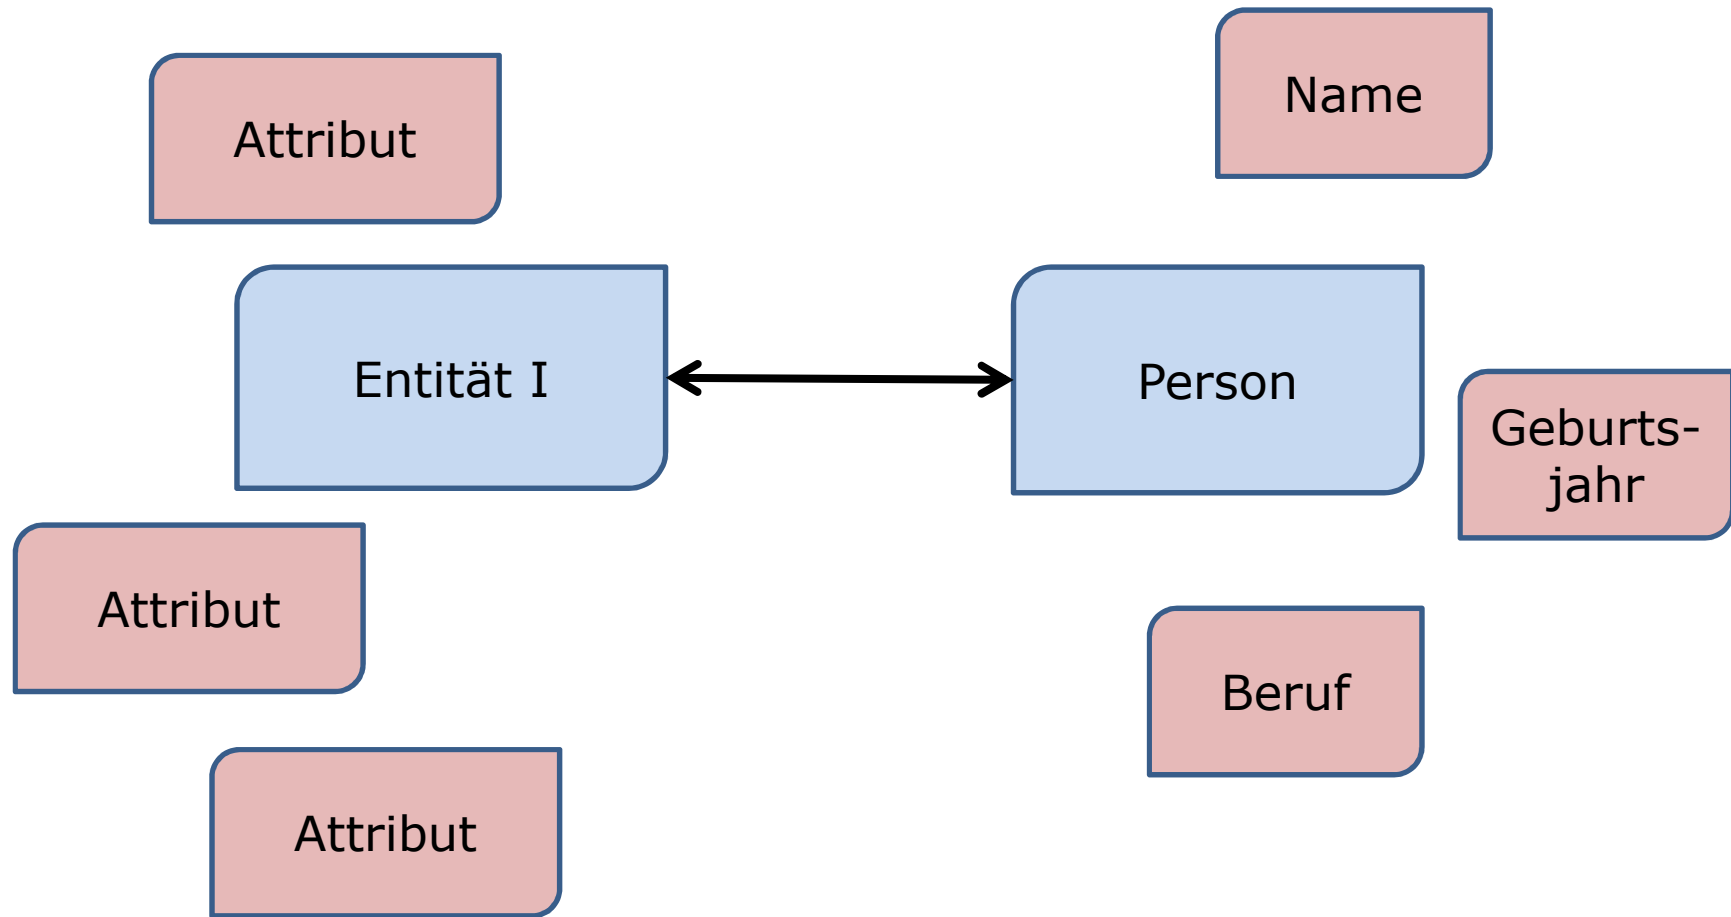 Name
Attribut
Entität I
Person
Geburts-
jahr
Attribut
Beruf
Attribut